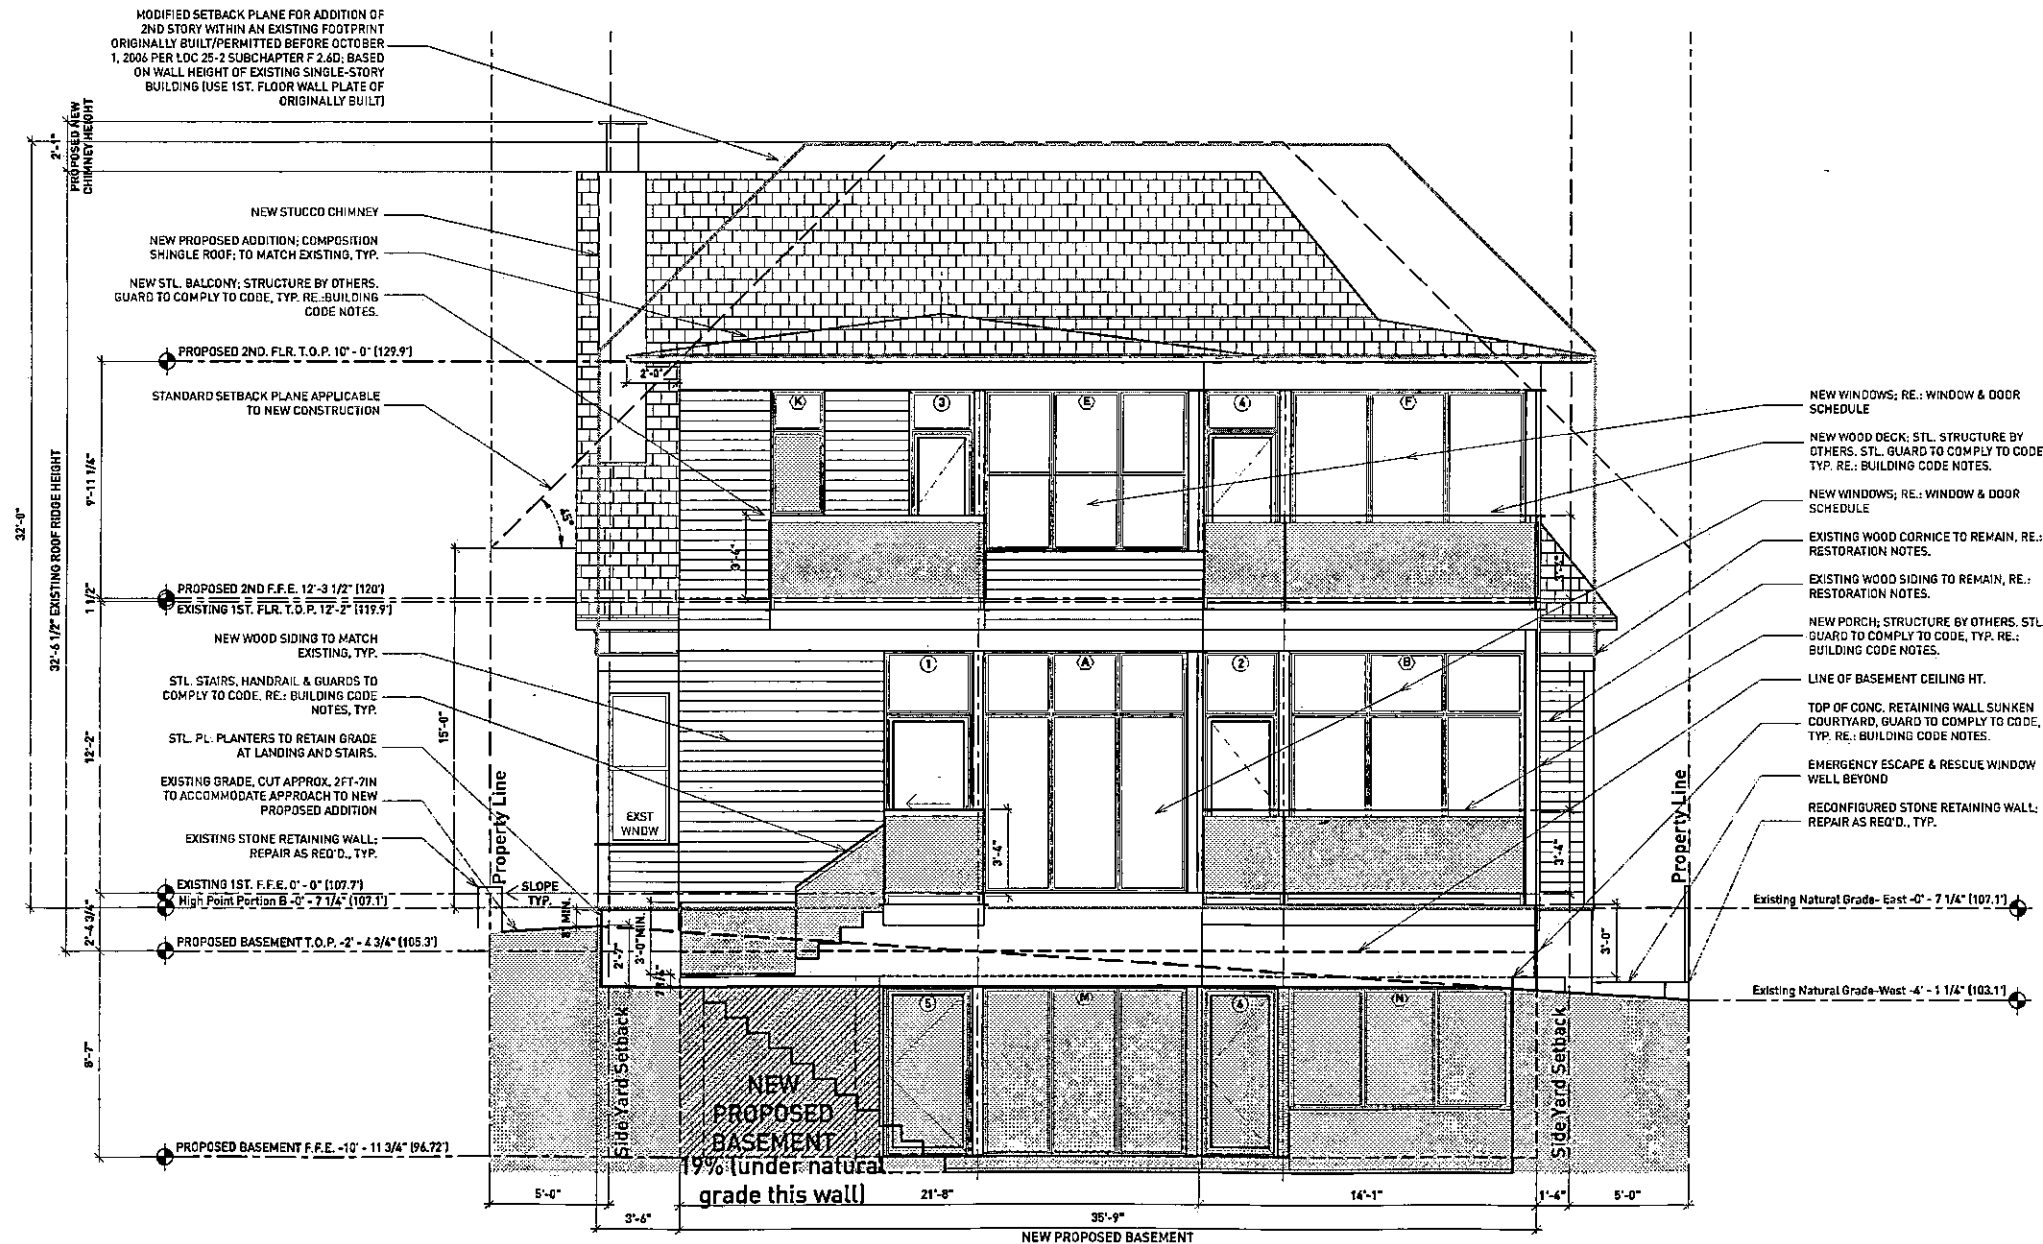 MODIFIED SETBACK PLANE FOR ADDITION OF
2ND STORY WITHIN AN EXISTING FOOTPRINT
ORIGINALLY BUILT/PERMITTED BEFORE OCTOBER
1, 2006 PER LOC 25-2 SUBCHAPTER F 2.6D; BASED
ON WALL HEIGHT OF EXISTING SINGLE-STORY
BUILDING (USE 1ST. FLOOR WALL PLATE OF
ORIGINALLY BUILT)
PROPOSED NEW
CHIMNEY HEIGHT
2'-1"
NEW STUCCO CHIMNEY
NEW PROPOSED ADDITION; COMPOSITION
SHINGLE ROOF; TO MATCH EXISTING, TYP.
NEW STL. BALCONY; STRUCTURE BY OTHERS.
GUARD TO COMPLY TO CODE, TYP. RE.: BUILDING
CODE NOTES.
PROPOSED 2ND. FLR. T.O.P. 10' - 0" (129.9')
STANDARD SETBACK PLANE APPLICABLE
TO NEW CONSTRUCTION
PROPOSED 2ND F.F.E. 12'-3 1/2" (120')
EXISTING 1ST. FLR. T.O.P. 12'-2" (119.9')
NEW WOOD SIDING TO MATCH
EXISTING, TYP.
STL. STAIRS, HANDRAIL & GUARDS TO
COMPLY TO CODE, RE.: BUILDING CODE
NOTES, TYP.
STL. PL. PLANTERS TO RETAIN GRADE
AT LANDING AND STAIRS.
EXISTING GRADE, CUT APPROX. 2FT-7IN
TO ACCOMMODATE APPROACH TO NEW
PROPOSED ADDITION
EXISTING STONE RETAINING WALL;
REPAIR AS REQ'D., TYP.
EXISTING 1ST. F.F.E. 0' - 0" (107.7')
High Point Portion B -0' - 7 1/4" (107.1')
PROPOSED BASEMENT T.O.P. -2' - 4 3/4" (105.3')
PROPOSED BASEMENT F.F.E. -10' - 11 3/4" (96.72')
32'-0"
32'-6 1/2" EXISTING ROOF RIDGE HEIGHT
9'-11 1/4"
1 1/2"
12'-2"
2'-4 3/4"
8'-7"
15'-0"
45°
2'-0"
K
3
E
4
F
3'-4"
3'-4"
1
A
2
B
EXST
WNDW
3'-4"
3'-4"
Property Line
SLOPE
TYP.
8" MIN.
2'-7"
3'-0" MIN.
7 3/4"
3'-0"
5
M
4
N
Side Yard Setback
NEW
PROPOSED
BASEMENT
19% (under natural
grade this wall)
Side Yard Setback
Property Line
5'-0"
21'-8"
14'-1"
1'-4"
5'-0"
3'-6"
35'-9"
NEW PROPOSED BASEMENT
NEW WINDOWS; RE.: WINDOW & DOOR
SCHEDULE
NEW WOOD DECK; STL. STRUCTURE BY
OTHERS. STL. GUARD TO COMPLY TO CODE
TYP. RE.: BUILDING CODE NOTES.
NEW WINDOWS; RE.: WINDOW & DOOR
SCHEDULE
EXISTING WOOD CORNICE TO REMAIN, RE.:
RESTORATION NOTES.
EXISTING WOOD SIDING TO REMAIN, RE.:
RESTORATION NOTES.
NEW PORCH; STRUCTURE BY OTHERS. STL.
GUARD TO COMPLY TO CODE, TYP. RE.:
BUILDING CODE NOTES.
LINE OF BASEMENT CEILING HT.
TOP OF CONC. RETAINING WALL SUNKEN
COURTYARD, GUARD TO COMPLY TO CODE,
TYP. RE.: BUILDING CODE NOTES.
EMERGENCY ESCAPE & RESCUE WINDOW
WELL BEYOND
RECONFIGURED STONE RETAINING WALL;
REPAIR AS REQ'D., TYP.
Existing Natural Grade- East -0' - 7 1/4" (107.1')
Existing Natural Grade-West -4' - 1 1/4" (103.1')